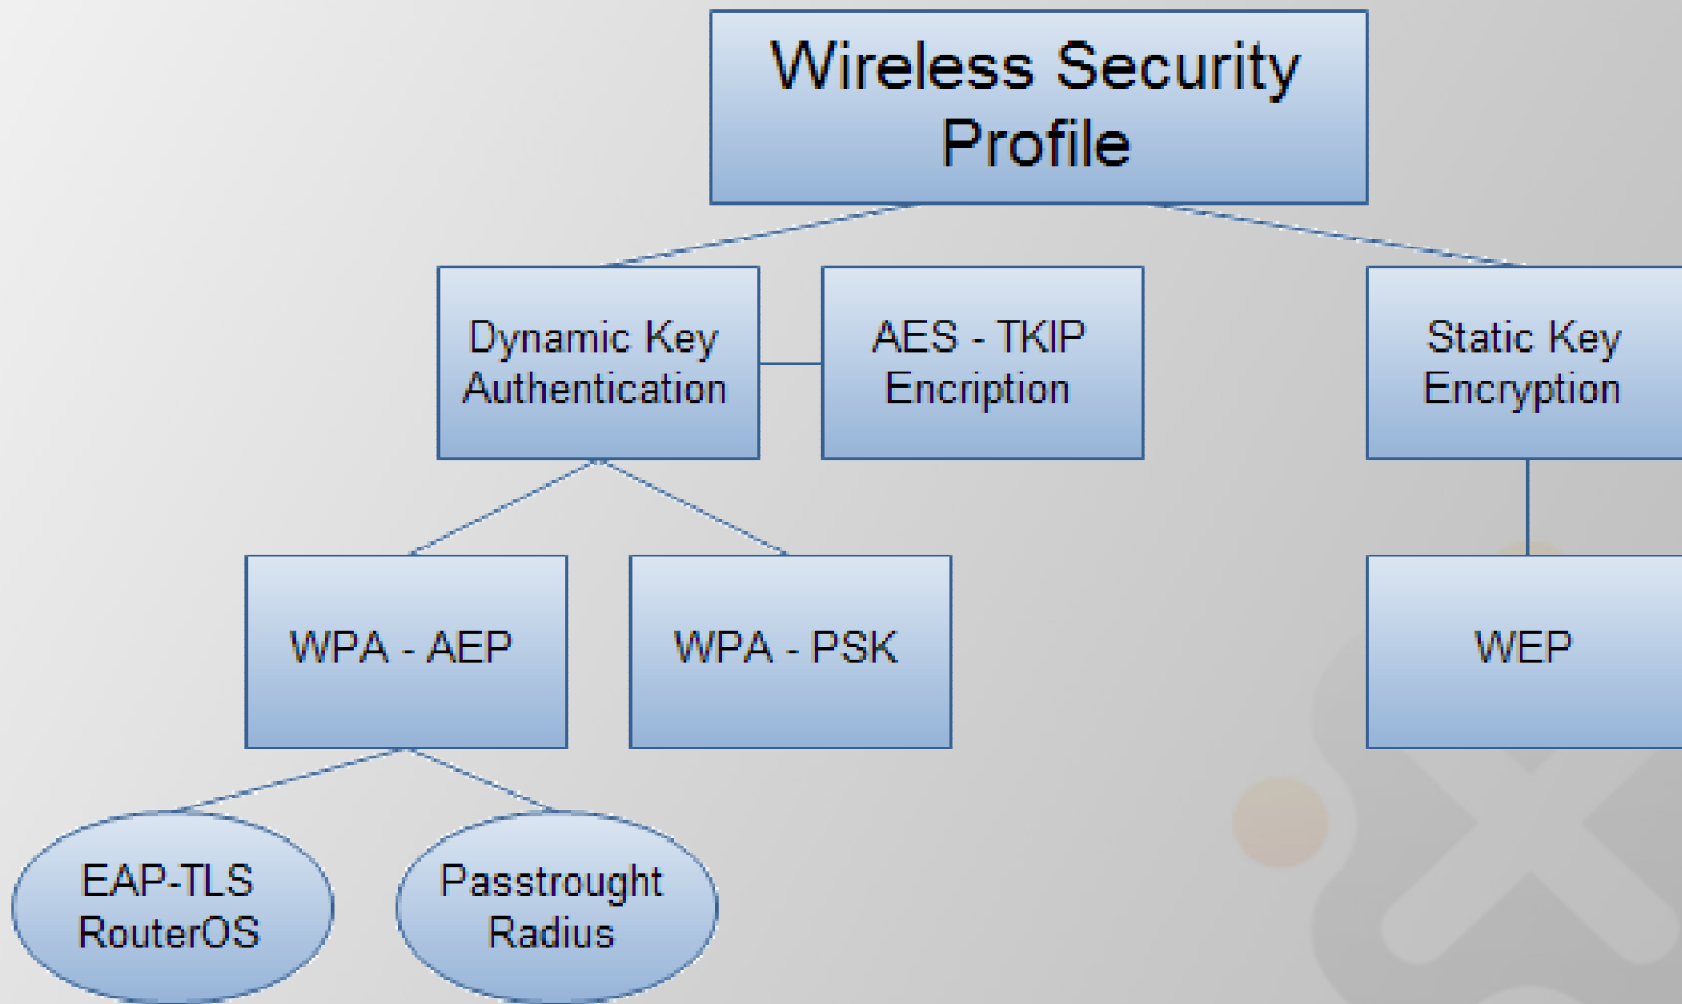 Wireless Security
Profile
Dynamic Key
Authentication
AES - TKIP
Encription
Static Key
Encryption
WPA - AEP
WPA - PSK
WEP
EAP-TLS
RouterOS
Passtrought
Radius